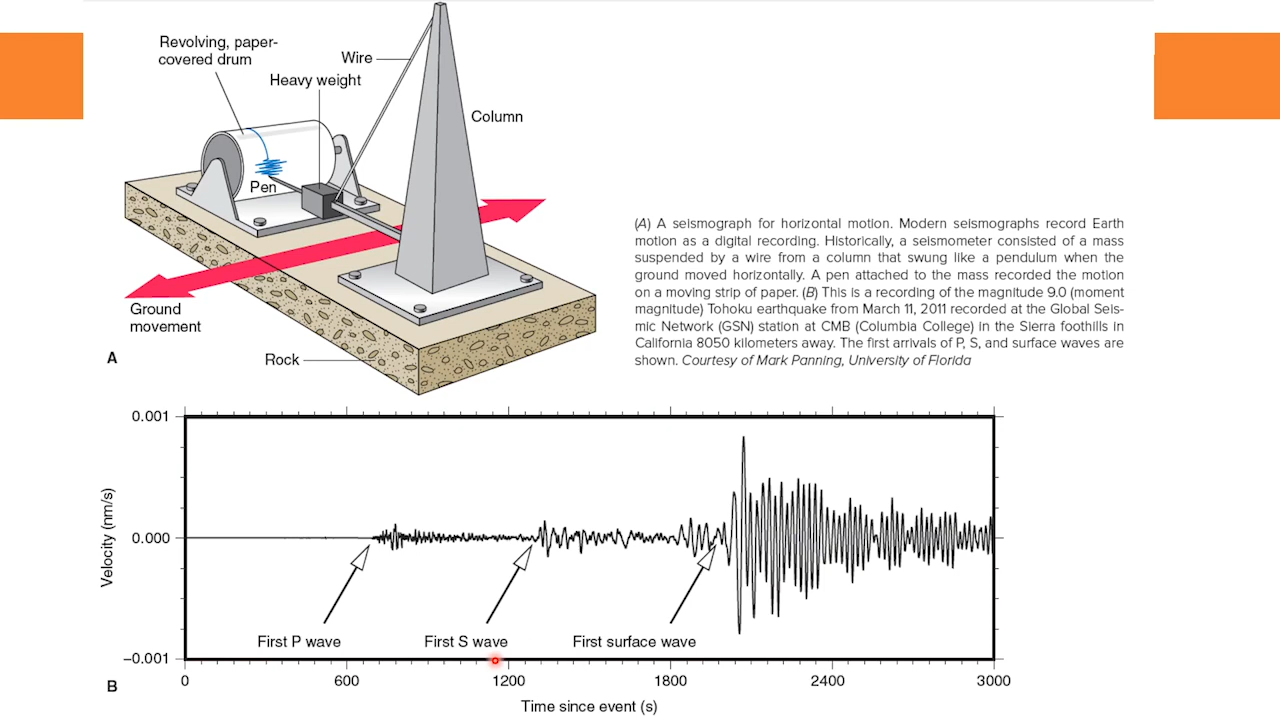 Revolving, paper-
covered drum
Wire
Heavy weight
Column
Pen
Ground
movement
Rock
A
(A) A seismograph for horizontal motion. Modern seismographs record Earth
motion as a digital recording. Historically, a seismometer consisted of a mass
suspended by a wire from a column that swung like a pendulum when the
ground moved horizontally. A pen attached to the mass recorded the motion
on a moving strip of paper. (B) This is a recording of the magnitude 9.0 (moment
magnitude) Tohoku earthquake from March 11, 2011 recorded at the Global Seis-
mic Network (GSN) station at CMB (Columbia College) in the Sierra foothills in
California 8050 kilometers away. The first arrivals of P, S, and surface waves are
shown. Courtesy of Mark Panning, University of Florida
0.001
0.000
−0.001
Velocity (nm/s)
First P wave
First S wave
First surface wave
B
0
600
1200
1800
2400
3000
Time since event (s)